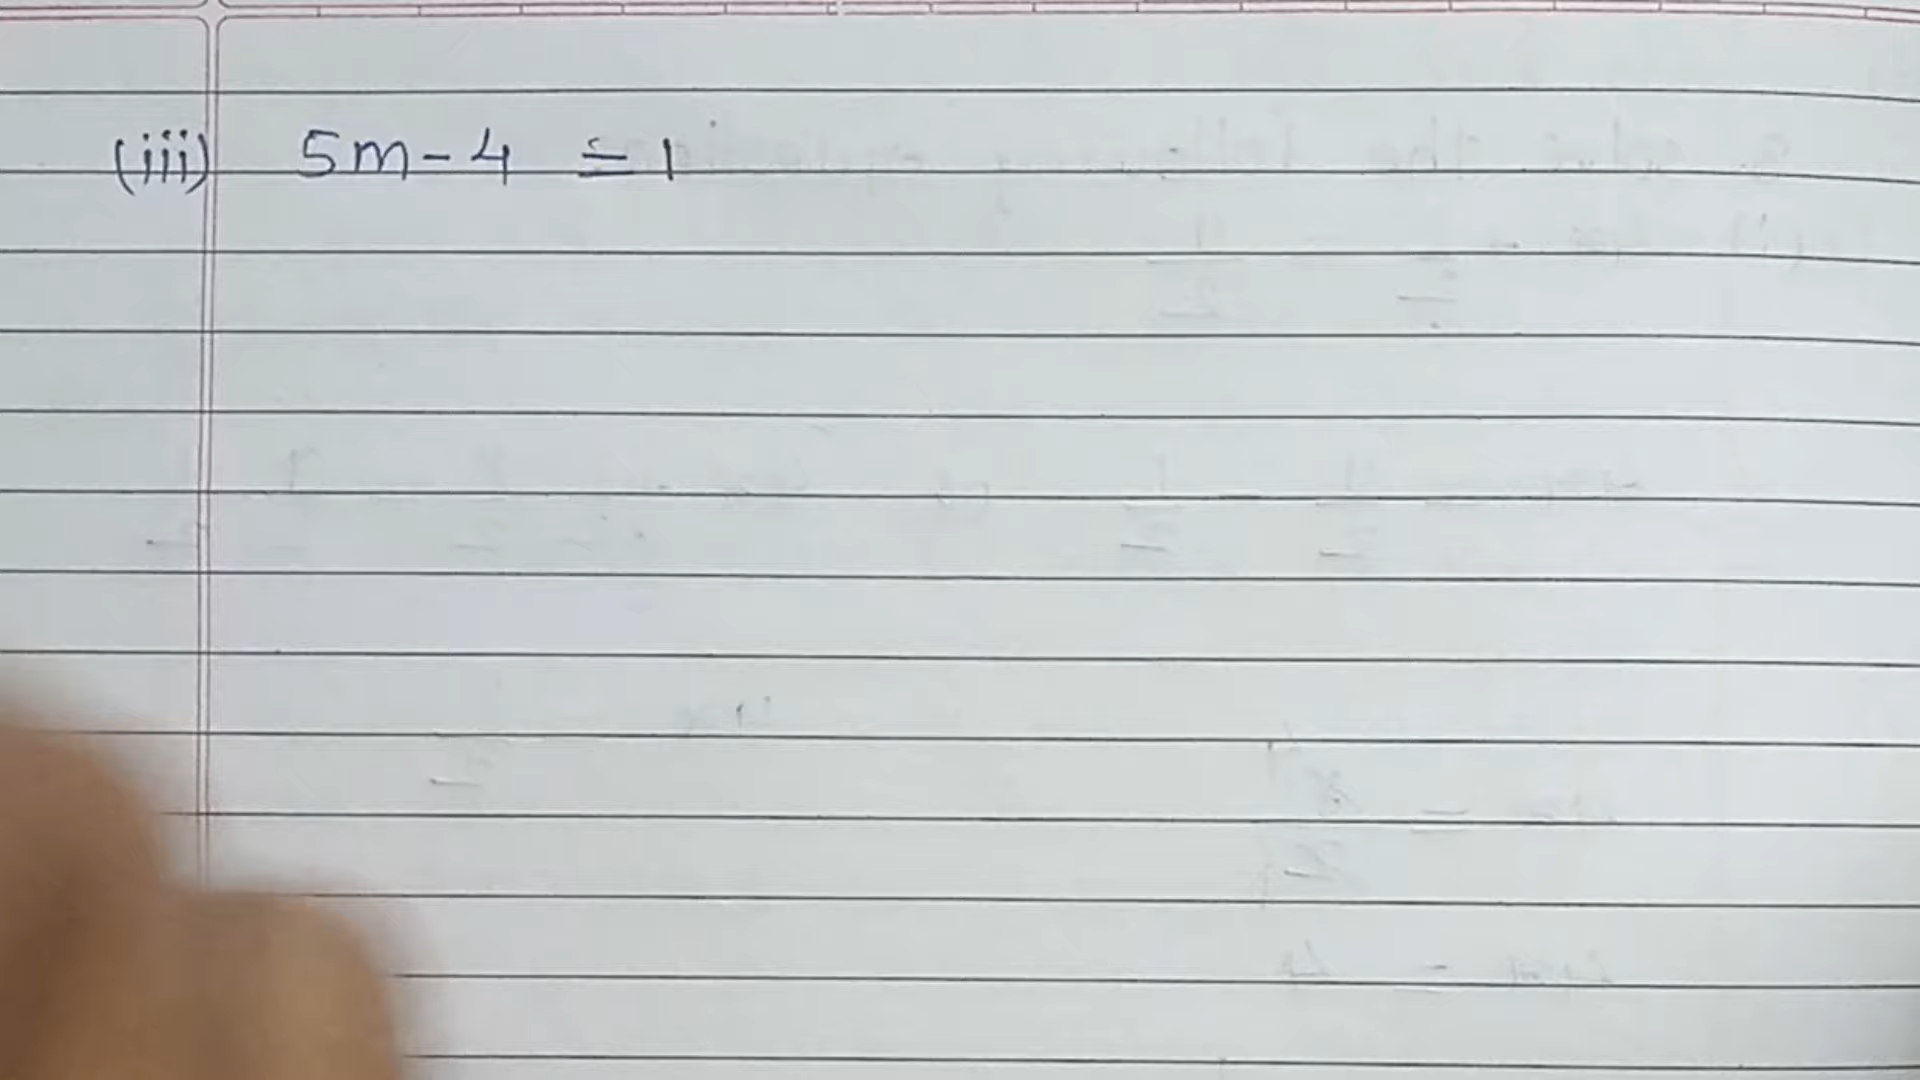 (iii) 5m - 4 = 1